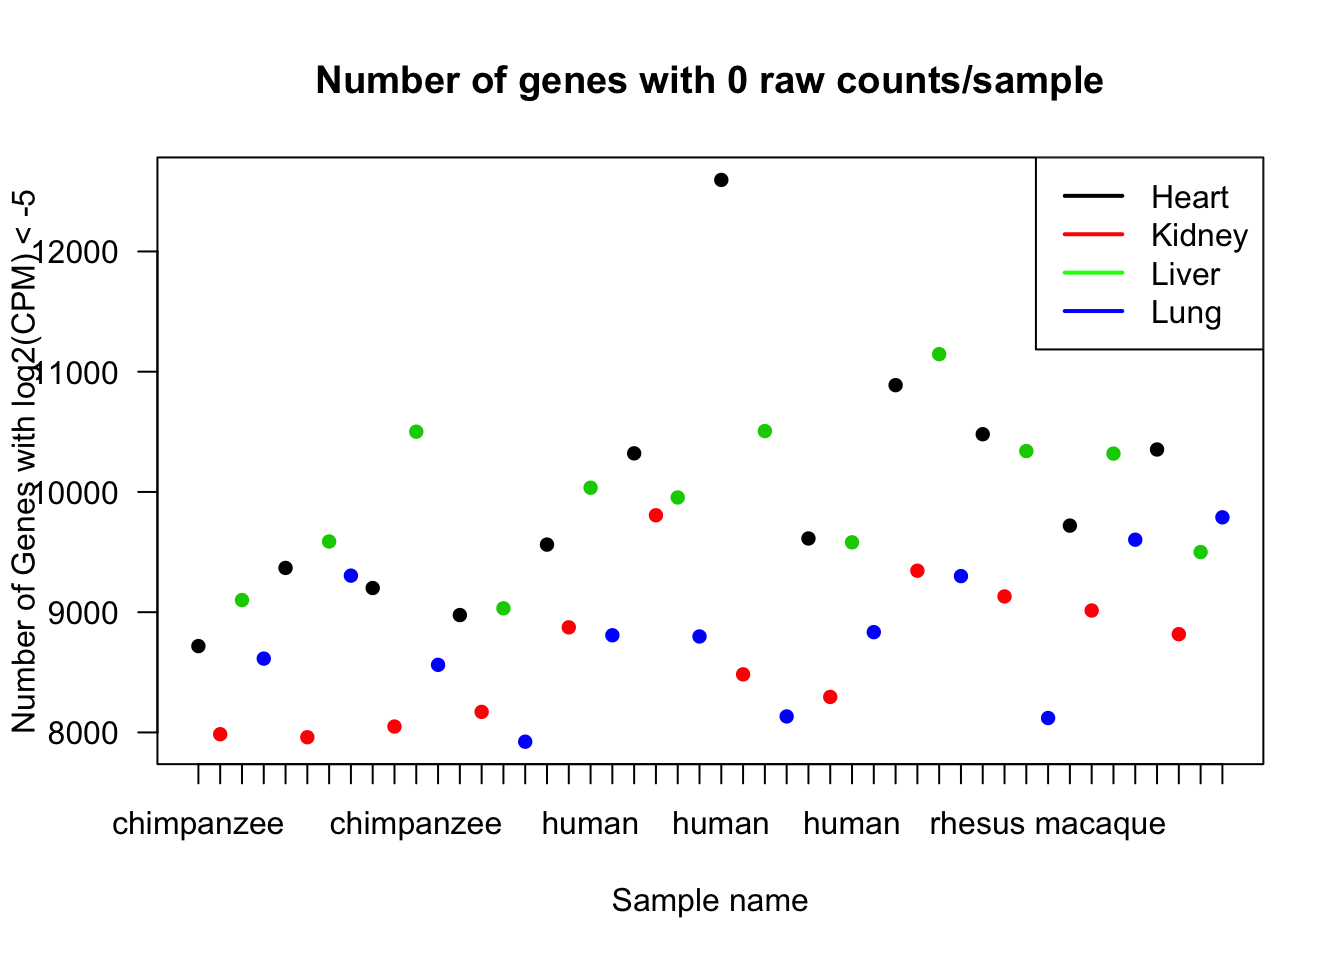 Number of genes with 0 raw counts/sample
Number of Genes with log2(CPM) < -5
12000
11000
10000
9000
8000
Heart
Kidney
Liver
Lung
chimpanzee chimpanzee human human human rhesus macaque
Sample name